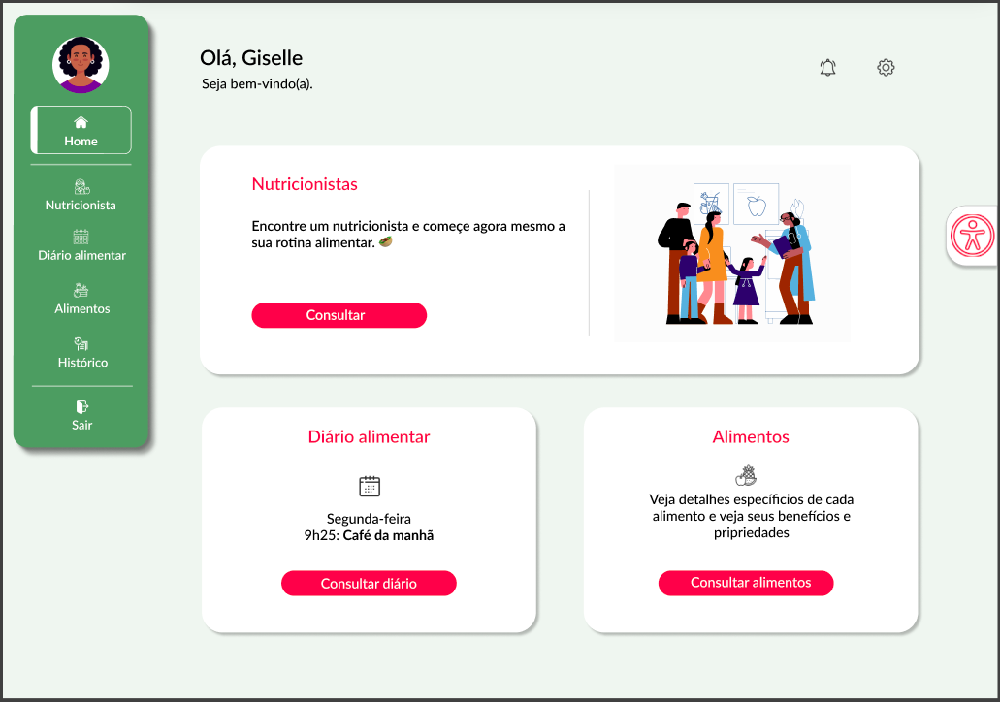 Home
Nutricionista
Diário alimentar
Alimentos
Histórico
Sair
Olá, Giselle
Seja bem-vindo(a).
Nutricionistas
Encontre um nutricionista e começe agora mesmo a
sua rotina alimentar. 🥙
Consultar
Diário alimentar
Segunda-feira
9h25: Café da manhã
Consultar diário
Alimentos
Veja detalhes específicios de cada
alimento e veja seus benefícios e
pripriedades
Consultar alimentos